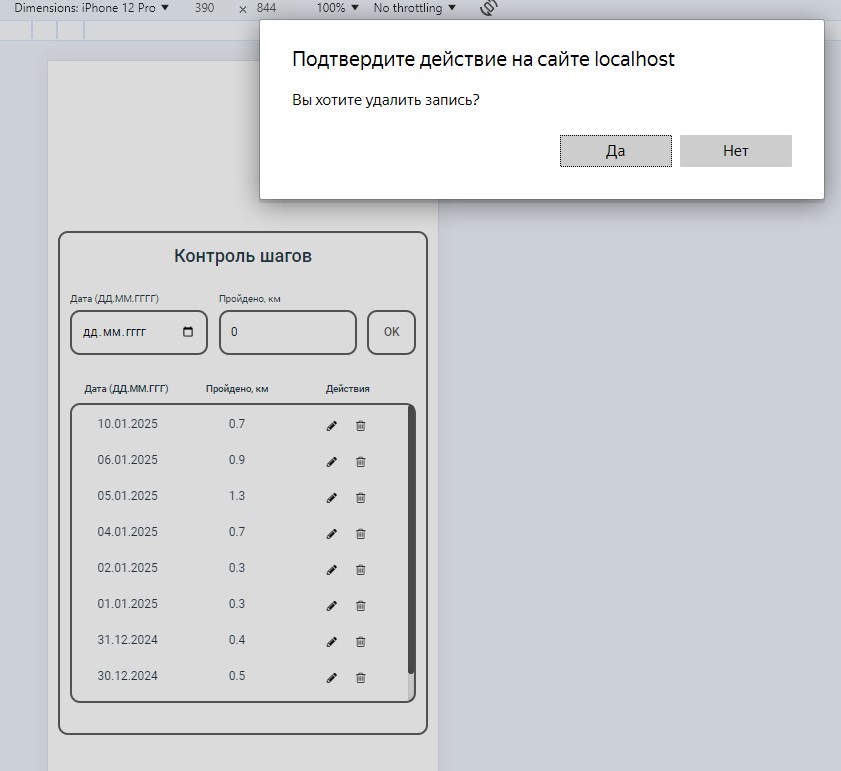 Dimensions: iPhone 12 Pro ▼ 390 × 844 100% ▼ No throttling ▼
Подтвердите действие на сайте localhost
Вы хотите удалить запись?
Да Нет
Контроль шагов
Дата (ДД.ММ.ГГГГ) Пройдено, км
ДД.ММ.ГГГГ 0 OK
Дата (ДД.ММ.ГГГ) Пройдено, км Действия
10.01.2025 0.7
06.01.2025 0.9
05.01.2025 1.3
04.01.2025 0.7
02.01.2025 0.3
01.01.2025 0.3
31.12.2024 0.4
30.12.2024 0.5